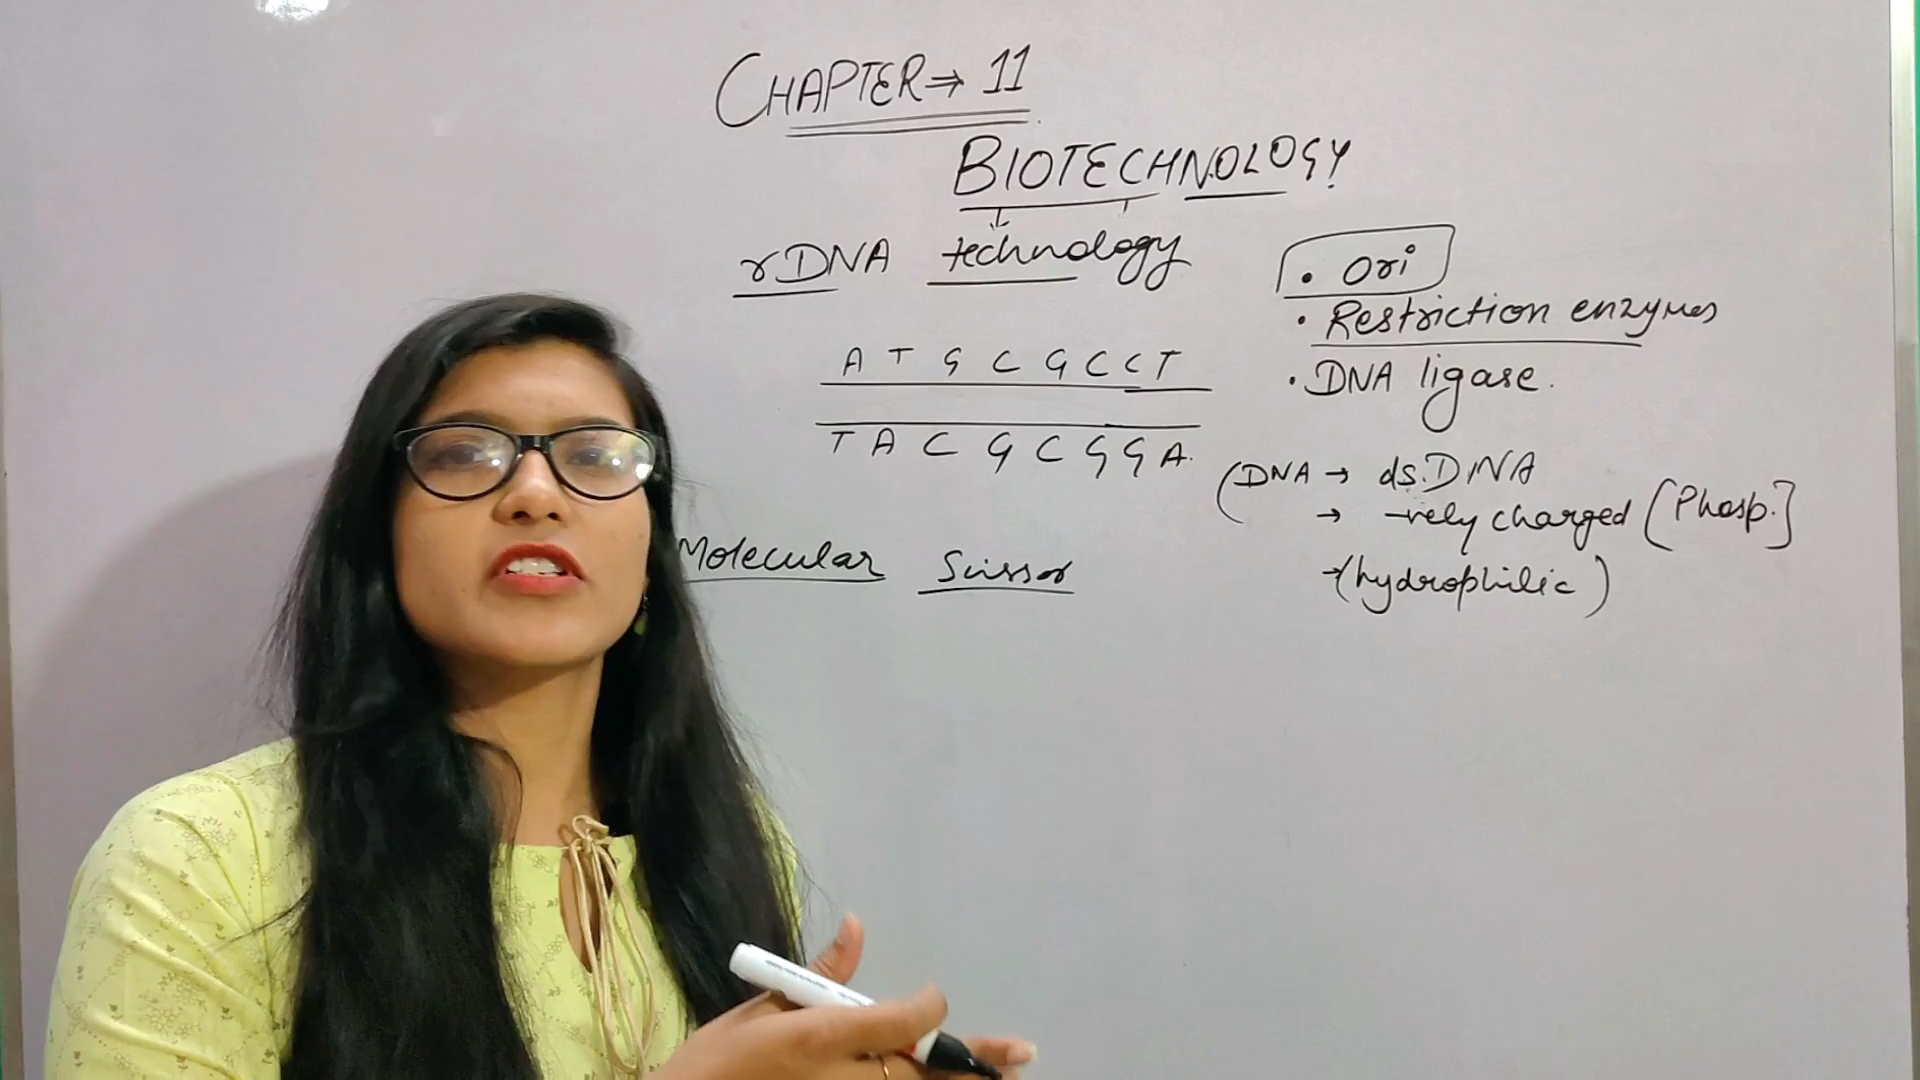 CHAPTER → 11
BIOTECHNOLOGY
rDNA technology
• Ori
• Restriction enzymes
• DNA ligase.
A T G C G C C T
T A C G C G G A.
(DNA → ds.DNA
→ -vely charged [Phosp.]
→ (hydrophilic)
Molecular Scissor